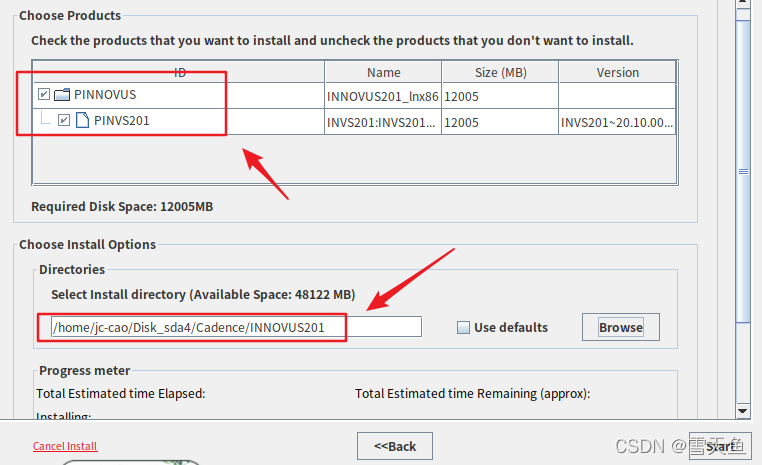 Choose Products
Check the products that you want to install and uncheck the products that you don't want to install.
ID Name Size (MB) Version
PINNOVUS INNOVUS201_lnx86 12005
PINVS201 INVS201:INVS201... 12005 INVS201~20.10.00...
Required Disk Space: 12005MB
Choose Install Options
Directories
Select Install directory (Available Space: 48122 MB)
/home/jc-cao/Disk_sda4/Cadence/INNOVUS201 Use defaults Browse
Progress meter
Total Estimated time Elapsed: Total Estimated time Remaining (approx):
Installing:
Cancel Install <<Back Start
CSDN @雪天鱼